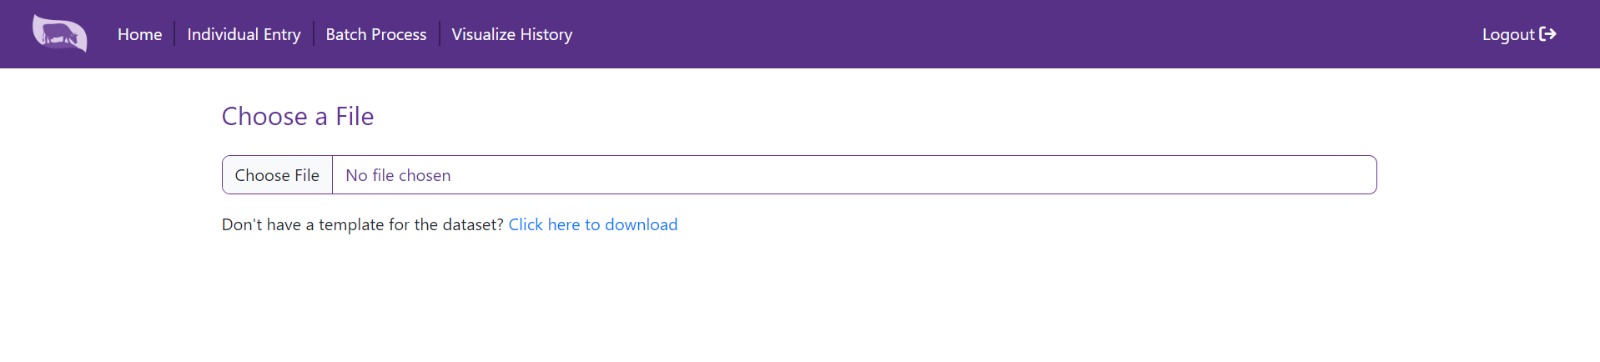 Home Individual Entry Batch Process Visualize History Logout
Choose a File
Choose File No file chosen
Don't have a template for the dataset? Click here to download